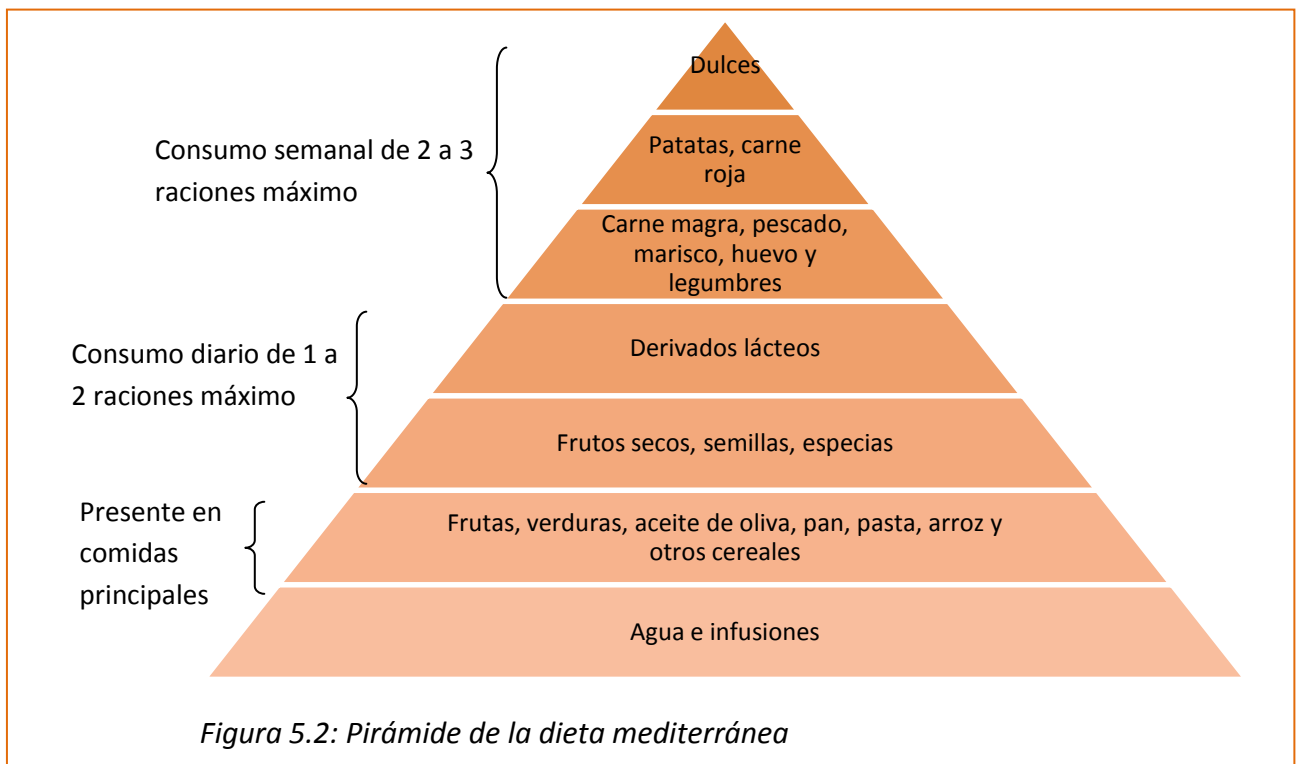 Dulces
Consumo semanal de 2 a 3
raciones máximo
Patatas, carne
roja
Carne magra, pescado,
marisco, huevo y
legumbres
Consumo diario de 1 a
2 raciones máximo
Derivados lácteos
Frutos secos, semillas, especias
Presente en
comidas
principales
Frutas, verduras, aceite de oliva, pan, pasta, arroz y
otros cereales
Agua e infusiones
Figura 5.2: Pirámide de la dieta mediterránea